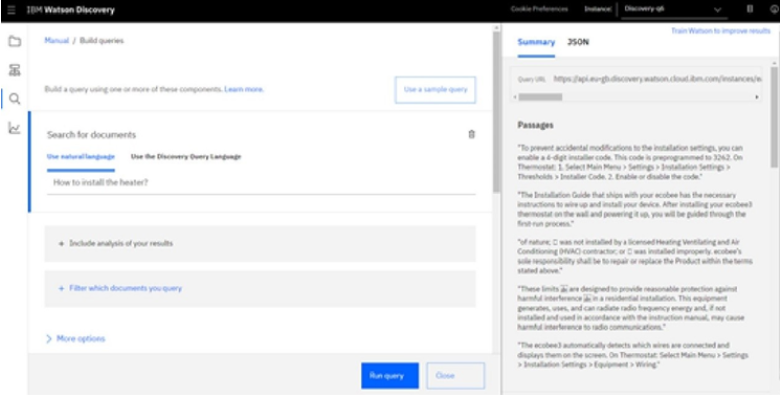 IBM Watson Discovery
Cookie Preferences Instance: Discovery-q6
Manual / Build queries
Build a query using one or more of these components. Learn more.
Use a sample query
Search for documents
Use natural language Use the Discovery Query Language
How to install the heater?
+ Include analysis of your results
+ Filter which documents you query
> More options
Run query Close
Train Watson to improve results
Summary JSON
Query URL https://api.eu-gb.discovery.watson.cloud.ibm.com/instances/
Passages
"To prevent accidental modifications to the installation settings, you can
enable a 4-digit installer code. This code is preprogrammed to 3262. On
Thermostat: 1. Select Main Menu > Settings > Installation Settings >
Thresholds > Installer Code. 2. Enable or disable the code."
"The Installation Guide that ships with your ecobee has the necessary
instructions to wire up and install your device. After installing your ecobee3
thermostat on the wall and powering it up, you will be guided through the
first-run process."
"of nature; □ was not installed by a licensed Heating Ventilating and Air
Conditioning (HVAC) contractor; or □ was installed improperly. ecobee's
sole responsibility shall be to repair or replace the Product within the terms
stated above."
"These limits are designed to provide reasonable protection against
harmful interference in a residential installation. This equipment
generates, uses, and can radiate radio frequency energy and, if not
installed and used in accordance with the instruction manual, may cause
harmful interference to radio communications."
"The ecobee3 automatically detects which wires are connected and
displays them on the screen. On Thermostat: Select Main Menu > Settings
> Installation Settings > Equipment > Wiring."